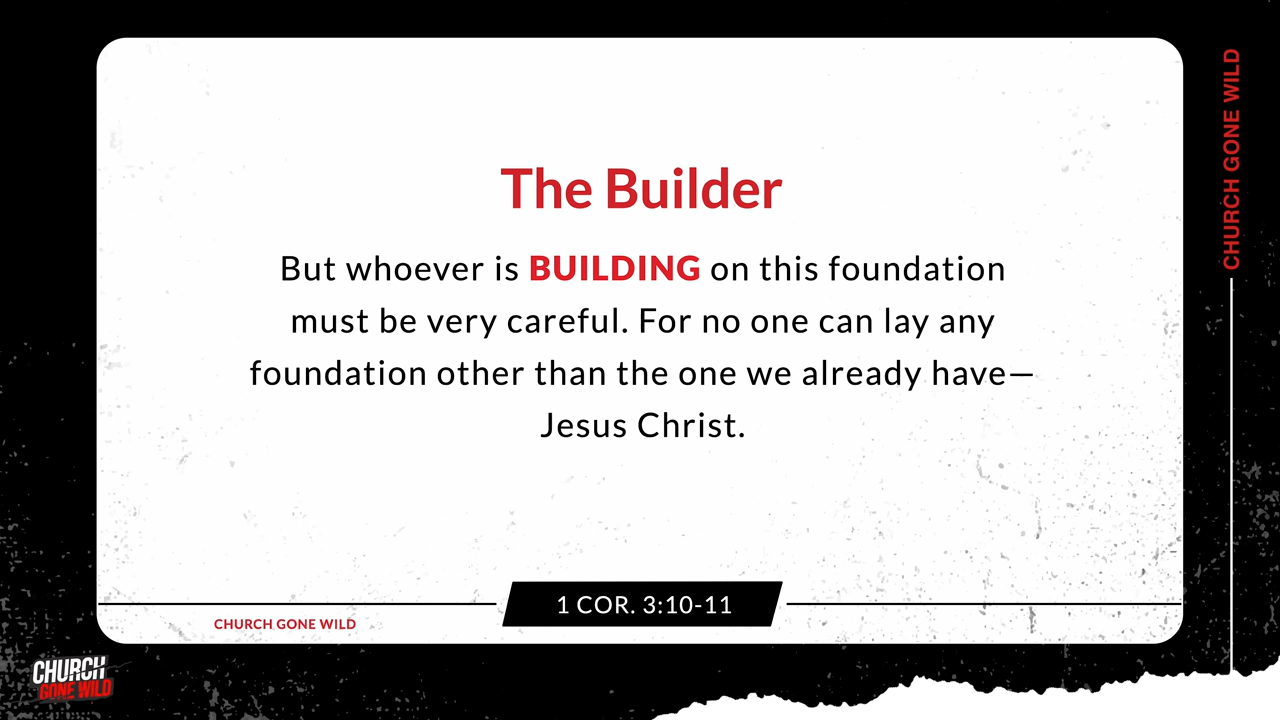 The Builder
But whoever is BUILDING on this foundation
must be very careful. For no one can lay any
foundation other than the one we already have—
Jesus Christ.
1 COR. 3:10-11
CHURCH GONE WILD
CHURCH GONE WILD
CHURCH
GONE WILD